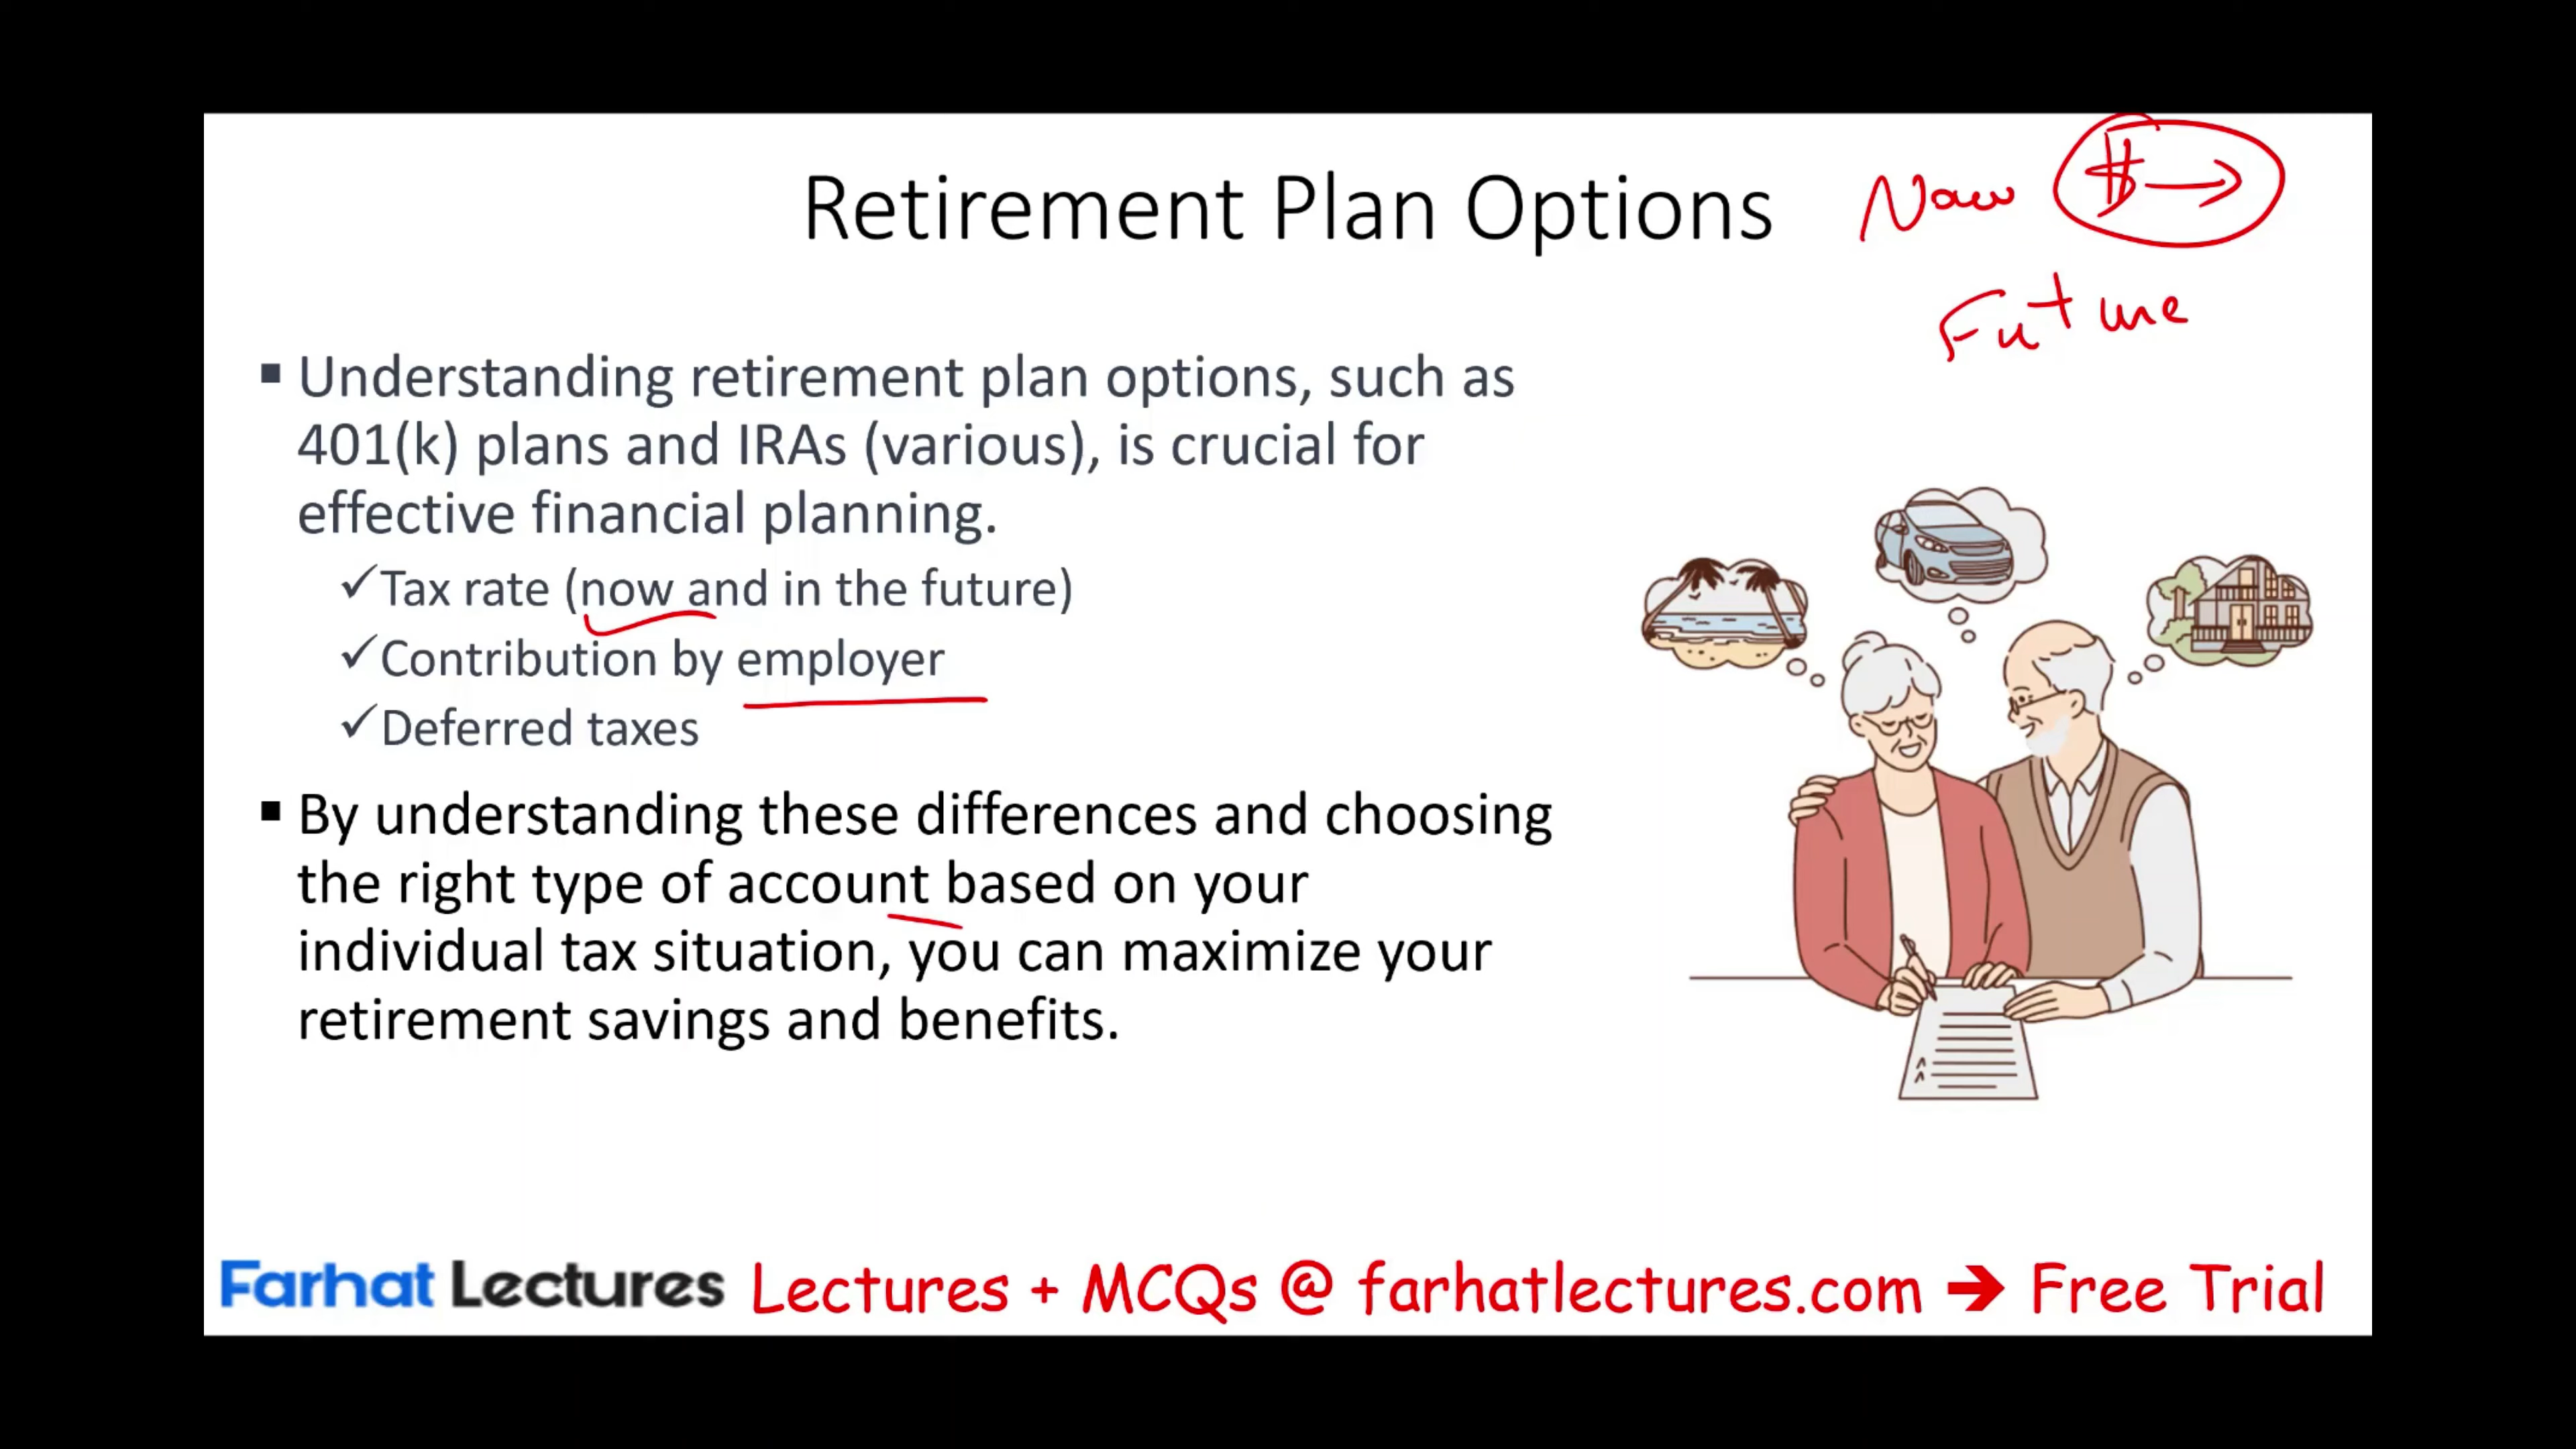 Retirement Plan Options
Now $
Future
Understanding retirement plan options, such as
401(k) plans and IRAs (various), is crucial for
effective financial planning.
Tax rate (now and in the future)
Contribution by employer
Deferred taxes
By understanding these differences and choosing
the right type of account based on your
individual tax situation, you can maximize your
retirement savings and benefits.
Farhat Lectures Lectures + MCQs @ farhatlectures.com → Free Trial